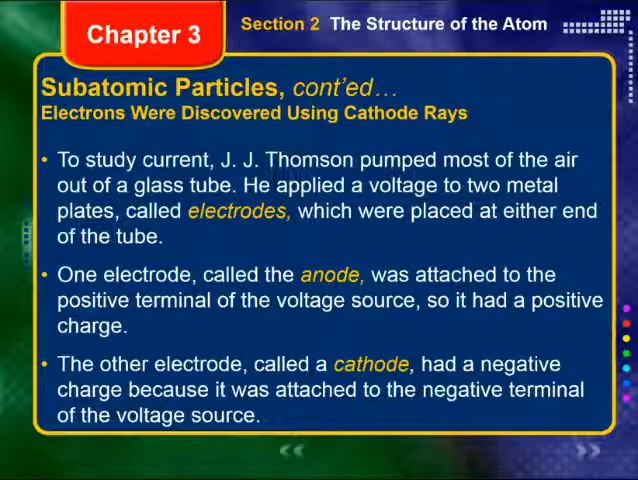 Chapter 3
Section 2 The Structure of the Atom
Subatomic Particles, cont’ed…
Electrons Were Discovered Using Cathode Rays
• To study current, J. J. Thomson pumped most of the air
out of a glass tube. He applied a voltage to two metal
plates, called electrodes, which were placed at either end
of the tube.
• One electrode, called the anode, was attached to the
positive terminal of the voltage source, so it had a positive
charge.
• The other electrode, called a cathode, had a negative
charge because it was attached to the negative terminal
of the voltage source.